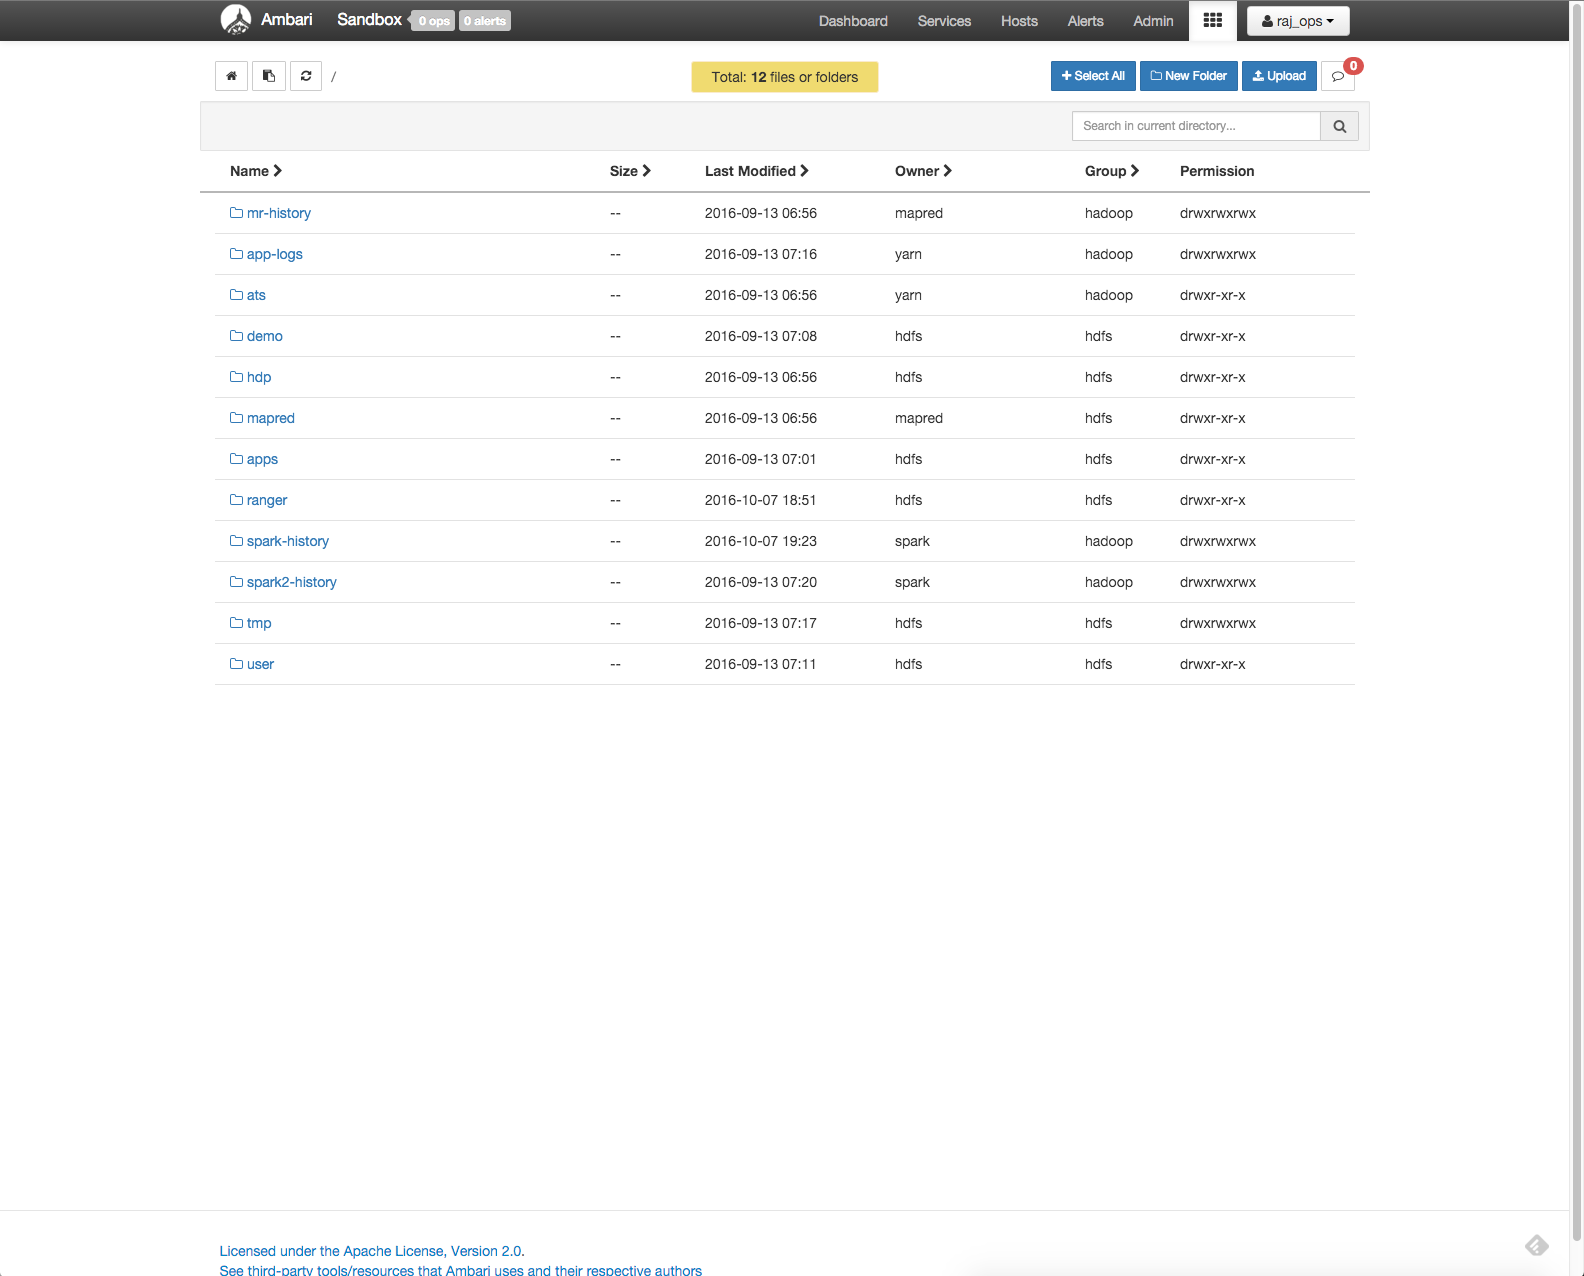 Ambari Sandbox 0 ops 0 alerts Dashboard Services Hosts Alerts Admin raj_ops
/ Total: 12 files or folders Select All New Folder Upload 0
Search in current directory...
Name Size Last Modified Owner Group Permission
mr-history -- 2016-09-13 06:56 mapred hadoop drwxrwxrwx
app-logs -- 2016-09-13 07:16 yarn hadoop drwxrwxrwx
ats -- 2016-09-13 06:56 yarn hadoop drwxr-xr-x
demo -- 2016-09-13 07:08 hdfs hdfs drwxr-xr-x
hdp -- 2016-09-13 06:56 hdfs hdfs drwxr-xr-x
mapred -- 2016-09-13 06:56 mapred hdfs drwxr-xr-x
apps -- 2016-09-13 07:01 hdfs hdfs drwxr-xr-x
ranger -- 2016-10-07 18:51 hdfs hdfs drwxr-xr-x
spark-history -- 2016-10-07 19:23 spark hadoop drwxrwxrwx
spark2-history -- 2016-09-13 07:20 spark hadoop drwxrwxrwx
tmp -- 2016-09-13 07:17 hdfs hdfs drwxrwxrwx
user -- 2016-09-13 07:11 hdfs hdfs drwxr-xr-x
Licensed under the Apache License, Version 2.0.
See third-party tools/resources that Ambari uses and their respective authors